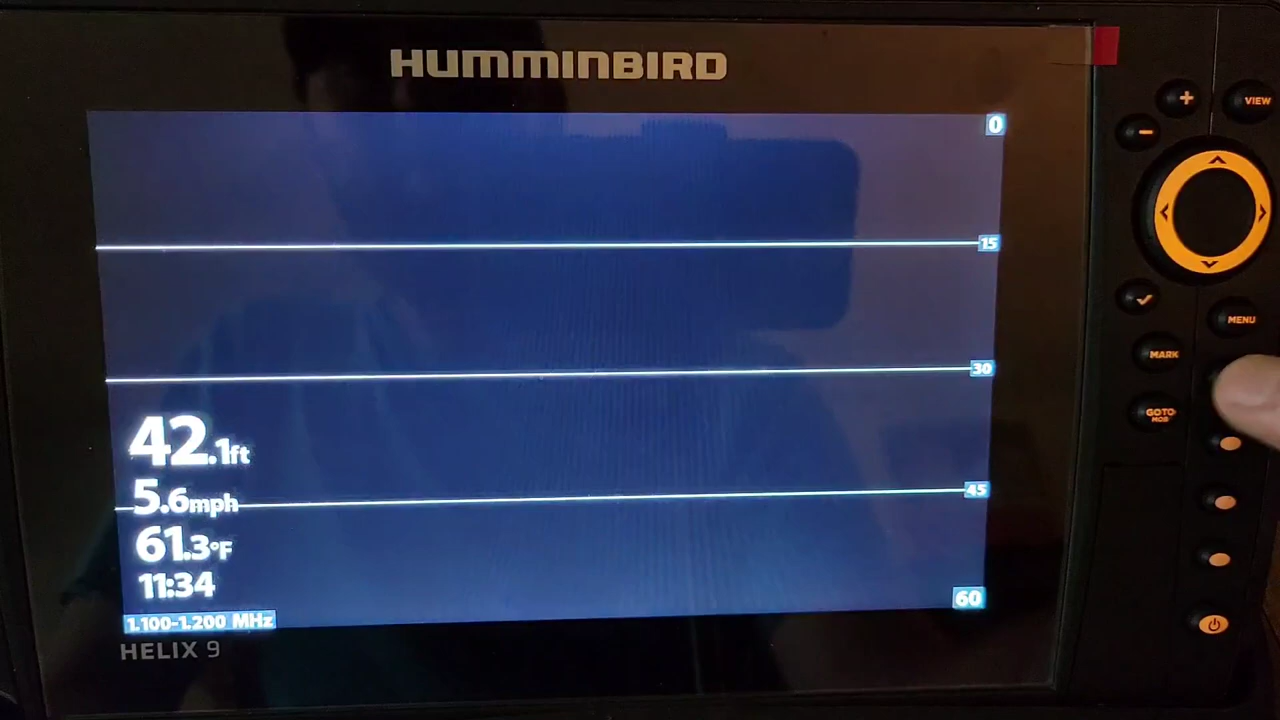 HUMMINBIRD
0
15
30
45
60
42.1ft
5.6mph
61.3°F
11:34
1.100-1.200 MHz
HELIX 9
+
VIEW
-
MENU
MARK
GOTO
MOB